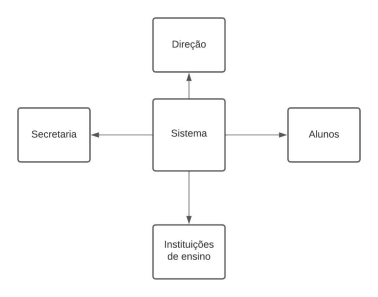 Direção
Secretaria
Sistema
Alunos
Instituições
de ensino